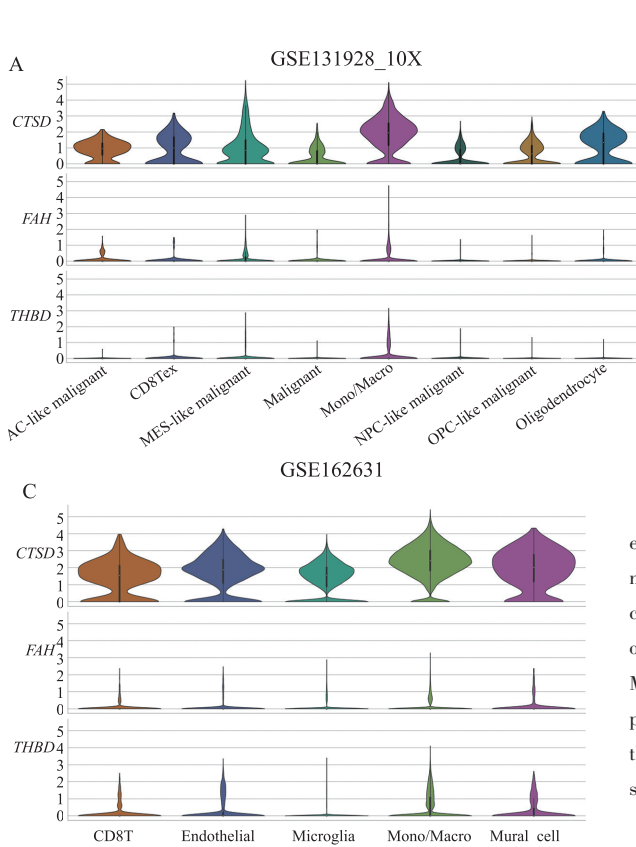 A
GSE131928_10X
CTSD
5
4
3
2
1
0
FAH
5
4
3
2
1
0
THBD
5
4
3
2
1
0
AC-like malignant
CD8Tex
MES-like malignant
Malignant
Mono/Macro
NPC-like malignant
OPC-like malignant
Oligodendrocyte
GSE162631
C
CTSD
5
4
3
2
1
0
FAH
5
4
3
2
1
0
THBD
5
4
3
2
1
0
CD8T Endothelial Microglia Mono/Macro Mural cell
e
n
c
o
M
p
t
s